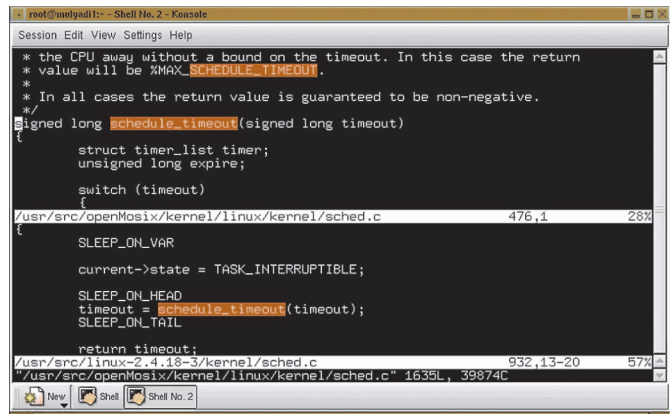 root@mulyadi1:~ - Shell No. 2 - Konsole
Session Edit View Settings Help
* the CPU away without a bound on the timeout. In this case the return
* value will be %MAX_SCHEDULE_TIMEOUT.
*
* In all cases the return value is guaranteed to be non-negative.
*/
signed long schedule_timeout(signed long timeout)
{
struct timer_list timer;
unsigned long expire;
switch (timeout)
{
/usr/src/openMosix/kernel/linux/kernel/sched.c 476,1 28%
{
SLEEP_ON_VAR
current->state = TASK_INTERRUPTIBLE;
SLEEP_ON_HEAD
timeout = schedule_timeout(timeout);
SLEEP_ON_TAIL
return timeout;
/usr/src/linux-2.4.18-3/kernel/sched.c 932,13-20 57%
"/usr/src/openMosix/kernel/linux/kernel/sched.c" 1635L, 39874C
New Shell Shell No. 2